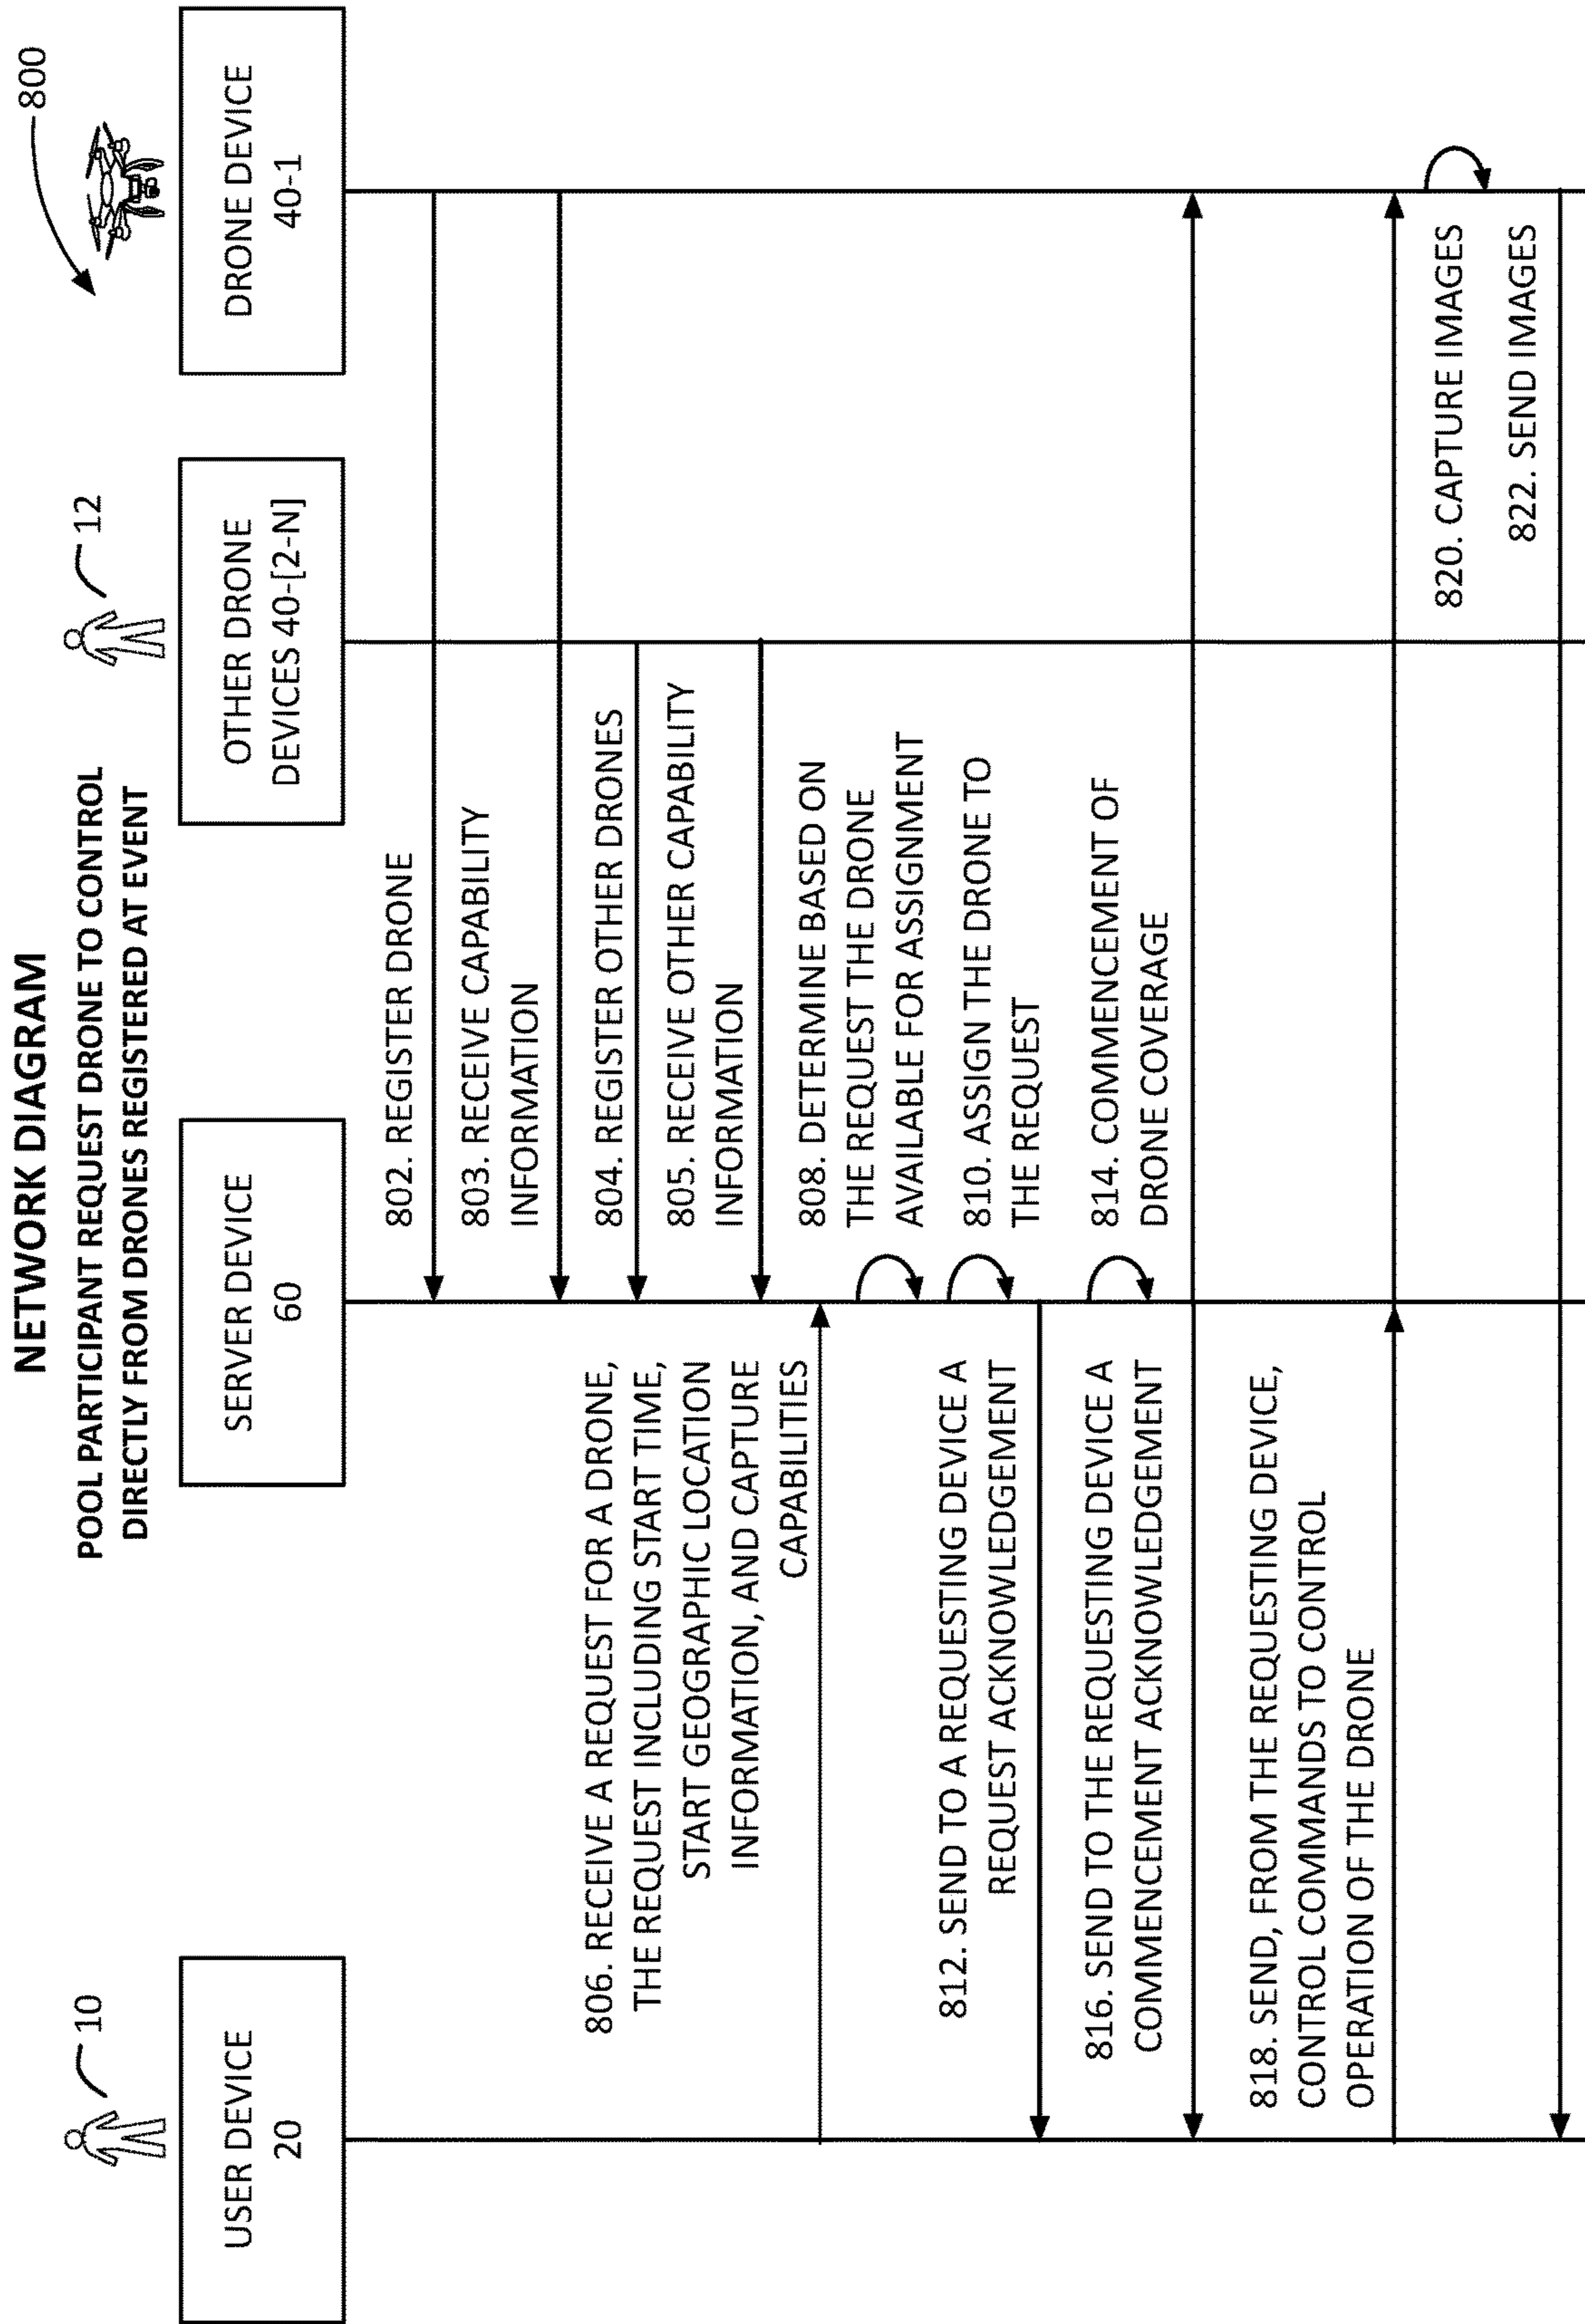 NETWORK DIAGRAM
POOL PARTICIPANT REQUEST DRONE TO CONTROL
DIRECTLY FROM DRONES REGISTERED AT EVENT
800
10
12
USER DEVICE
20
SERVER DEVICE
60
OTHER DRONE
DEVICES 40-[2-N]
DRONE DEVICE
40-1
802. REGISTER DRONE
803. RECEIVE CAPABILITY
INFORMATION
804. REGISTER OTHER DRONES
805. RECEIVE OTHER CAPABILITY
INFORMATION
806. RECEIVE A REQUEST FOR A DRONE,
THE REQUEST INCLUDING START TIME,
START GEOGRAPHIC LOCATION
INFORMATION, AND CAPTURE
CAPABILITIES
808. DETERMINE BASED ON
THE REQUEST THE DRONE
AVAILABLE FOR ASSIGNMENT
810. ASSIGN THE DRONE TO
THE REQUEST
812. SEND TO A REQUESTING DEVICE A
REQUEST ACKNOWLEDGEMENT
814. COMMENCEMENT OF
DRONE COVERAGE
816. SEND TO THE REQUESTING DEVICE A
COMMENCEMENT ACKNOWLEDGEMENT
818. SEND, FROM THE REQUESTING DEVICE,
CONTROL COMMANDS TO CONTROL
OPERATION OF THE DRONE
820. CAPTURE IMAGES
822. SEND IMAGES